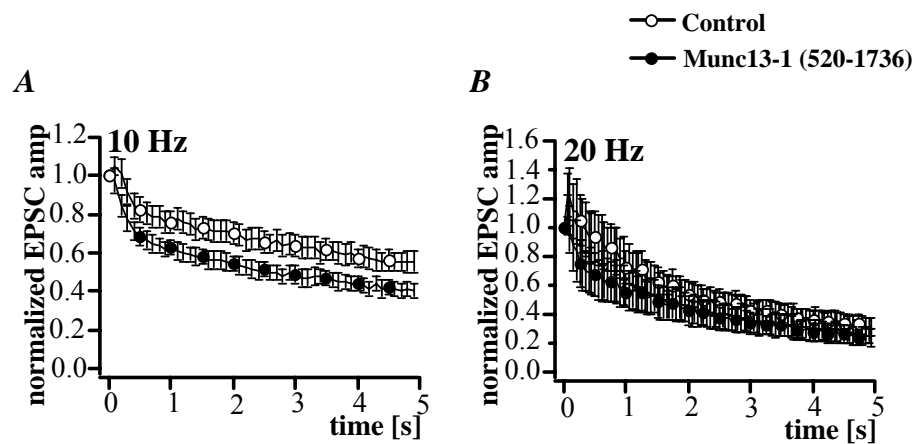 Control
Munc13-1 (520-1736)
A
B
10 Hz
20 Hz
normalized EPSC amp
1.2
1.0
0.8
0.6
0.4
0.2
0.0
0 1 2 3 4 5
time [s]
normalized EPSC amp
1.6
1.4
1.2
1.0
0.8
0.6
0.4
0.2
0.0
0 1 2 3 4 5
time [s]